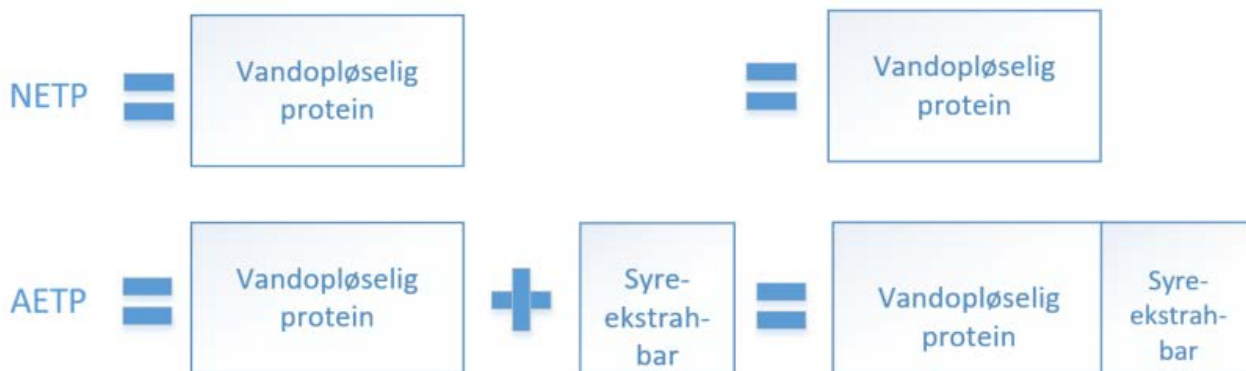 NETP
Vandopløselig
protein
Vandopløselig
protein
AETP
Vandopløselig
protein
Syre-
ekstrah-
bar
Vandopløselig
protein
Syre-
ekstrah-
bar